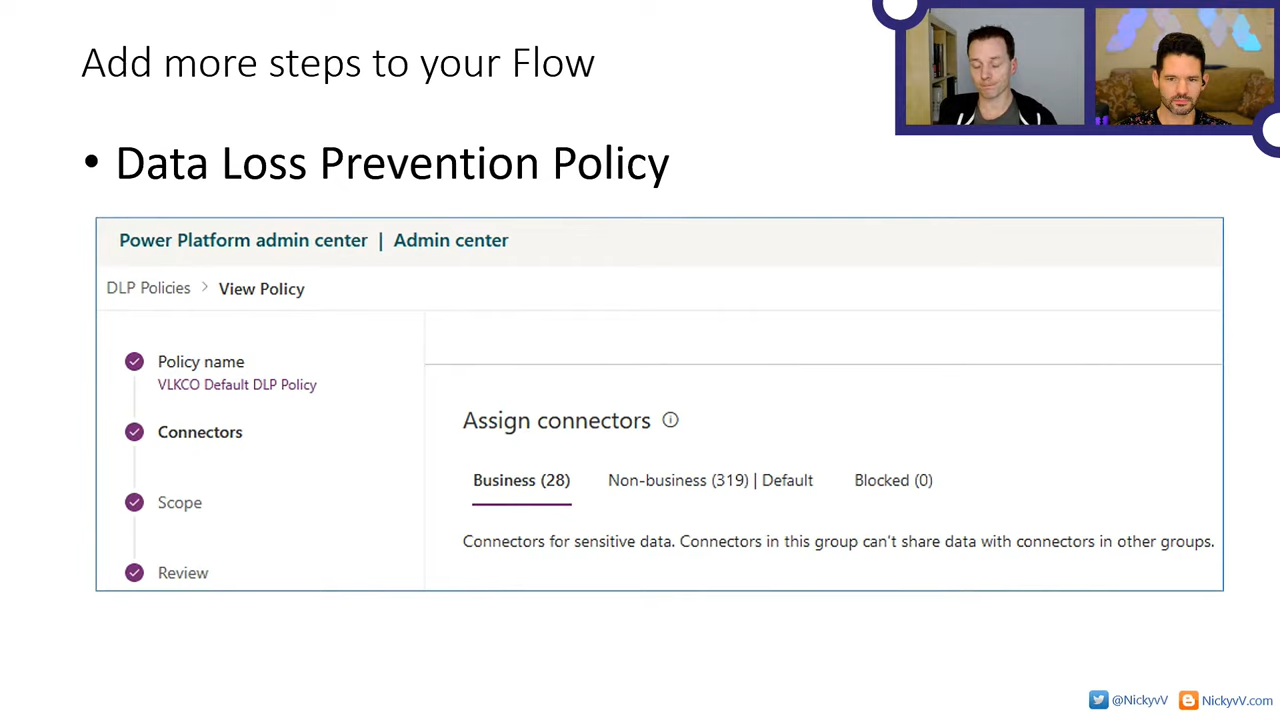 Add more steps to your Flow
• Data Loss Prevention Policy
Power Platform admin center | Admin center
DLP Policies > View Policy
Policy name
VLKCO Default DLP Policy
Connectors
Scope
Review
Assign connectors
Business (28) Non-business (319) | Default Blocked (0)
Connectors for sensitive data. Connectors in this group can't share data with connectors in other groups.
@NickyvV NickyvV.com